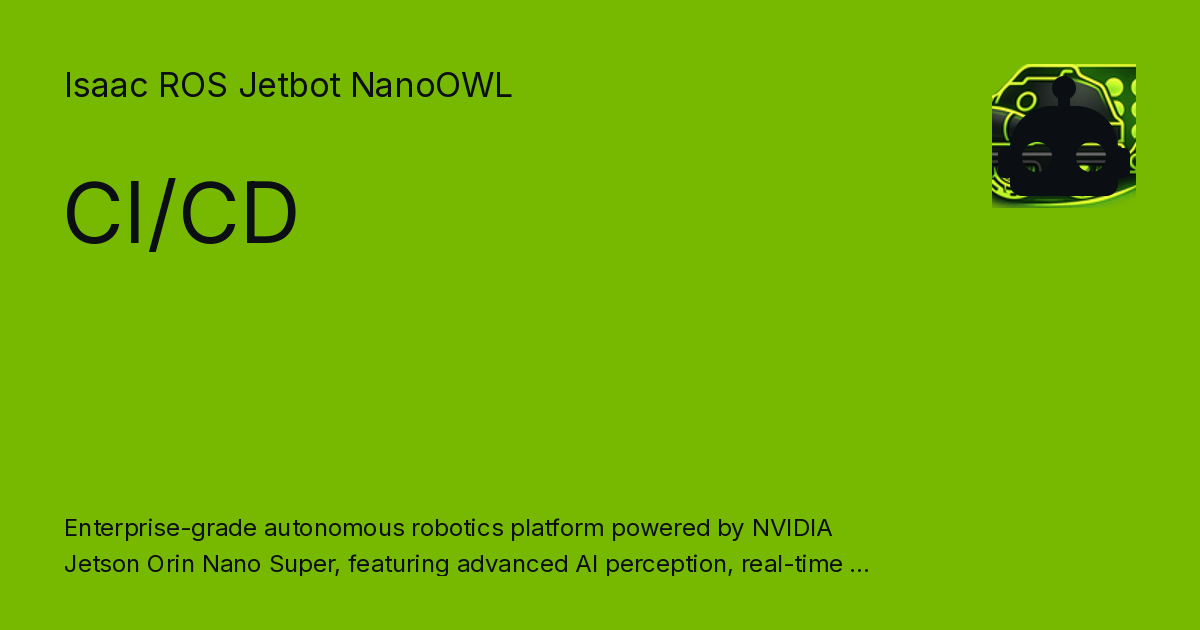 Isaac ROS Jetbot NanoOWL
CI/CD
Enterprise-grade autonomous robotics platform powered by NVIDIA
Jetson Orin Nano Super, featuring advanced AI perception, real-time ...